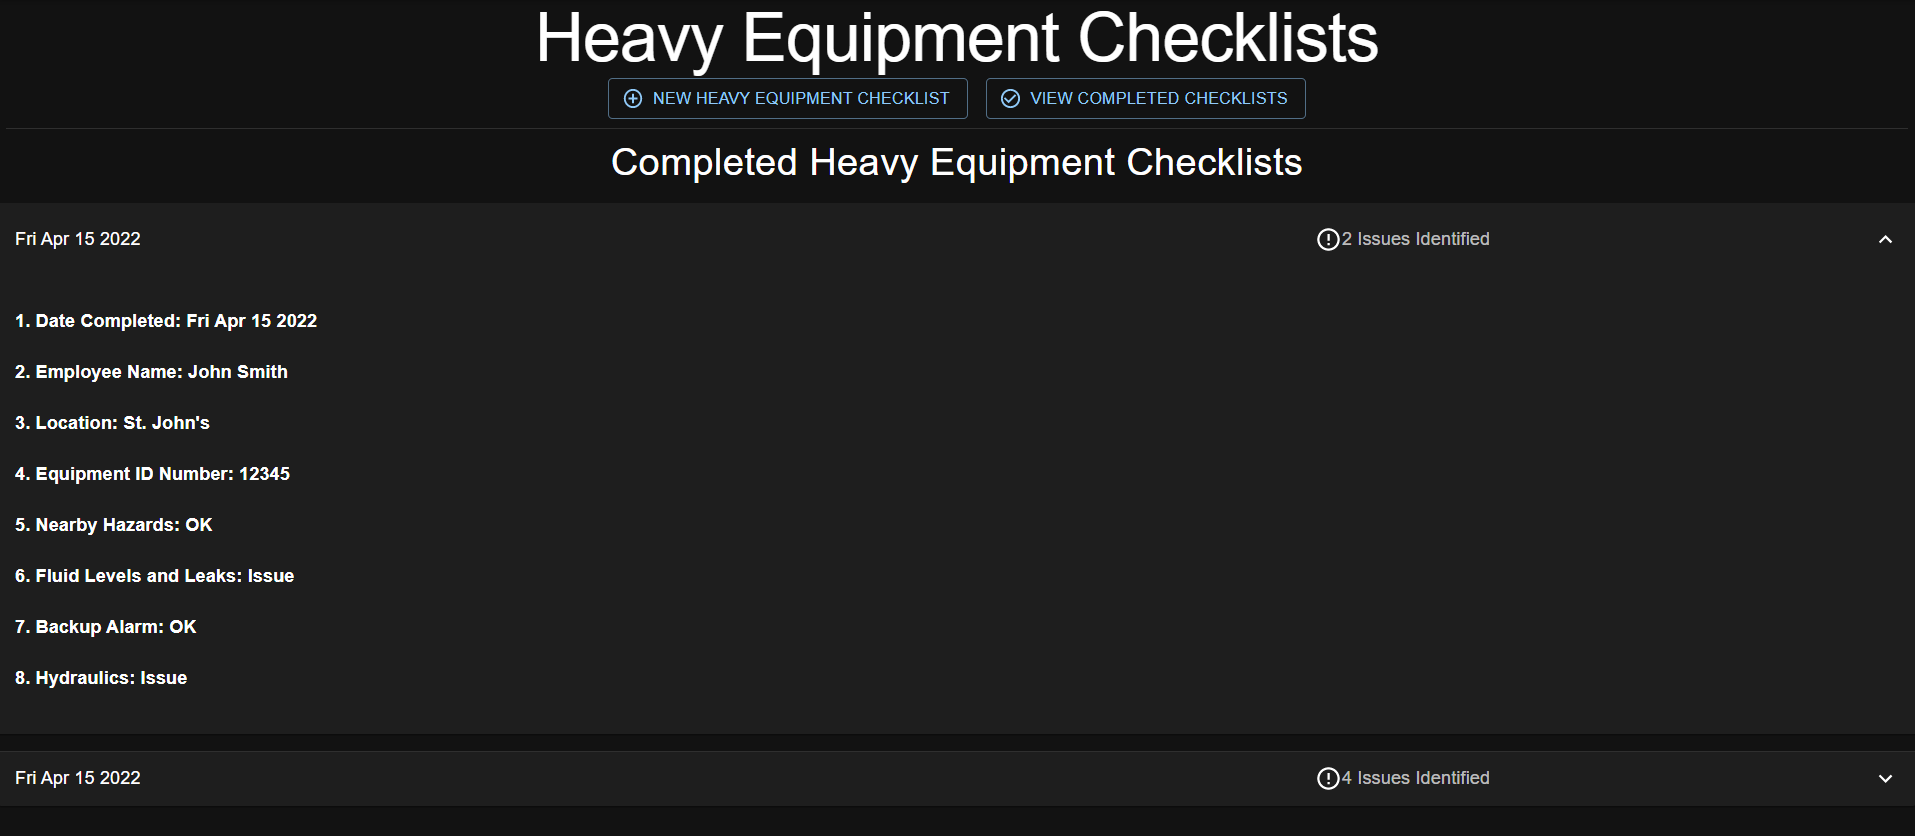 Heavy Equipment Checklists
NEW HEAVY EQUIPMENT CHECKLIST
VIEW COMPLETED CHECKLISTS
Completed Heavy Equipment Checklists
Fri Apr 15 2022
2 Issues Identified
1. Date Completed: Fri Apr 15 2022
2. Employee Name: John Smith
3. Location: St. John's
4. Equipment ID Number: 12345
5. Nearby Hazards: OK
6. Fluid Levels and Leaks: Issue
7. Backup Alarm: OK
8. Hydraulics: Issue
Fri Apr 15 2022
4 Issues Identified